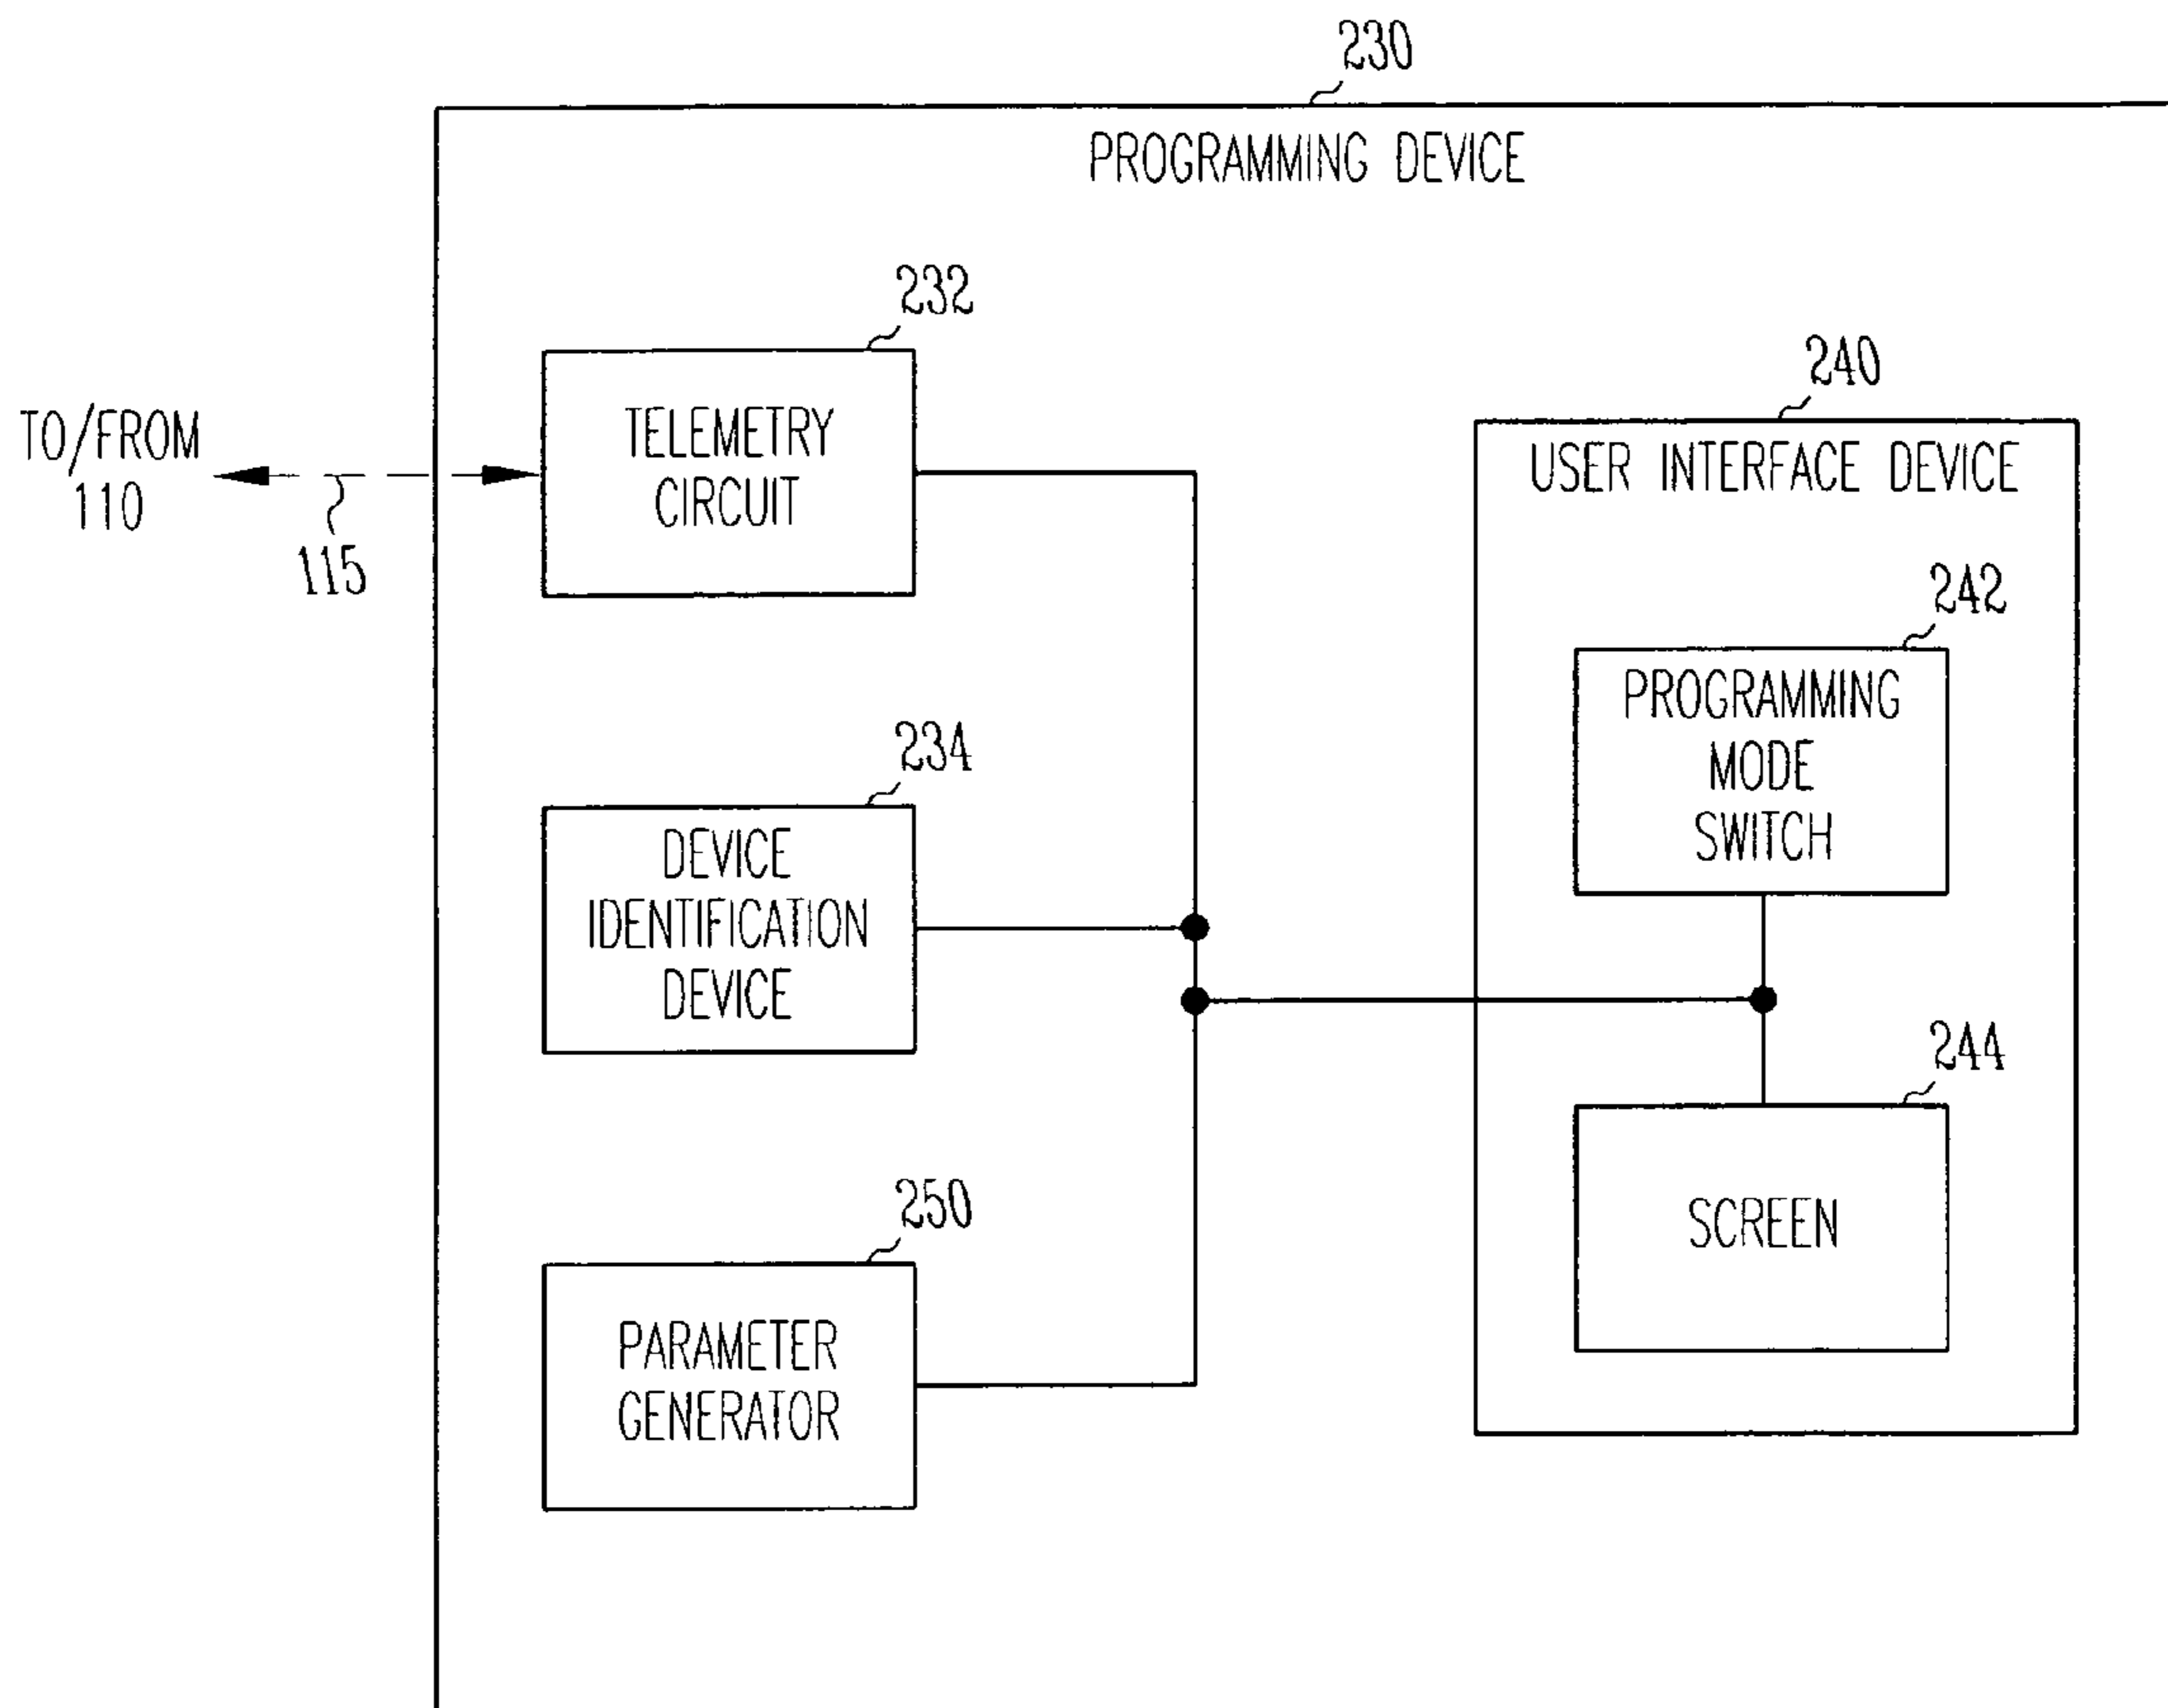 230
PROGRAMMING DEVICE
232
TELEMETRY
CIRCUIT
TO/FROM
110
115
240
USER INTERFACE DEVICE
242
PROGRAMMING
MODE
SWITCH
234
DEVICE
IDENTIFICATION
DEVICE
244
SCREEN
250
PARAMETER
GENERATOR